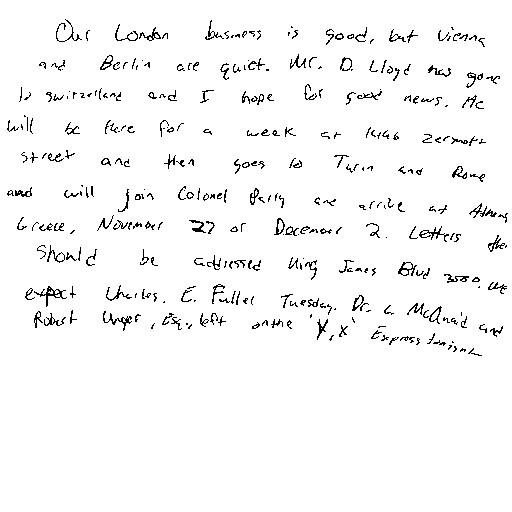 Our London business is good, but Vienna
and Berlin are quiet. Mr. D. Lloyd has gone
to switzerland and I hope for good news. He
will be there for a week at 1496 zermott
street and then goes to Turin and Rome
and will join Colonel Parry and arrive at Athens
Greece, November 27 or December 2. Letters there
should be addressed King James Blvd 3580. we
expect Charles. E. Fuller Tuesday. Dr. L McQuaid and
Robert Unger, Esq., left on the 'Y, X' Express tonight